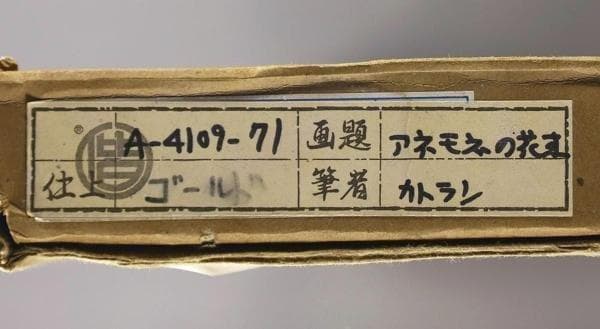 ® A-4109-71 画題 アネモネの花束
仕上 ゴールド 筆者 カトラン